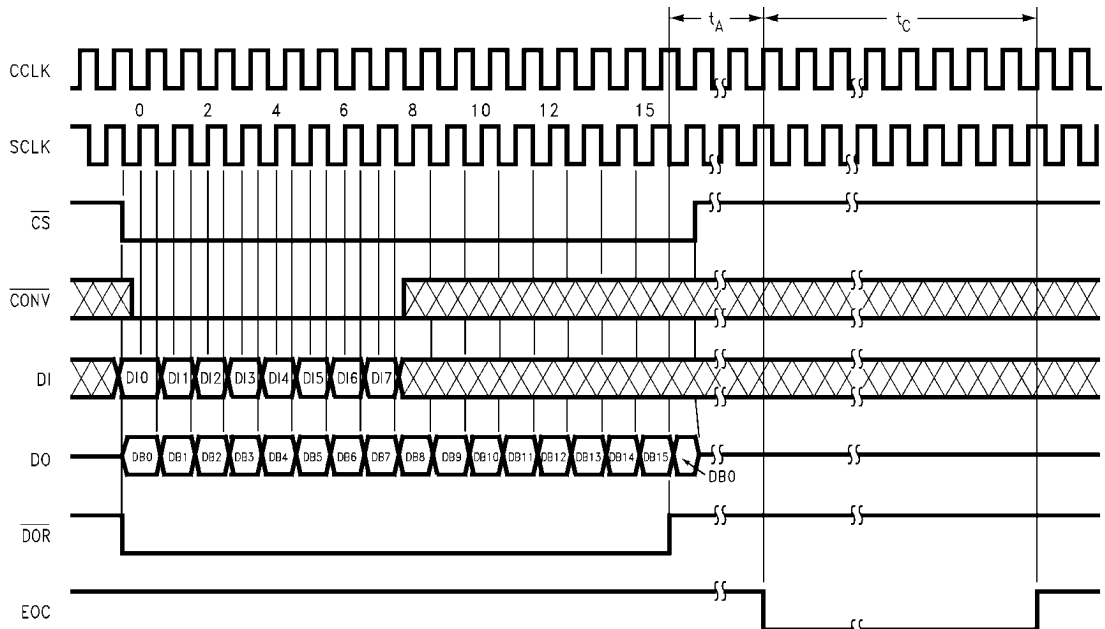 t_A t_C
CCLK
0 2 4 6 8 10 12 15
SCLK
CS
CONV
DI DI0 DI1 DI2 DI3 DI4 DI5 DI6 DI7
DO DB0 DB1 DB2 DB3 DB4 DB5 DB6 DB7 DB8 DB9 DB10 DB11 DB12 DB13 DB14 DB15
DB0
DOR
EOC